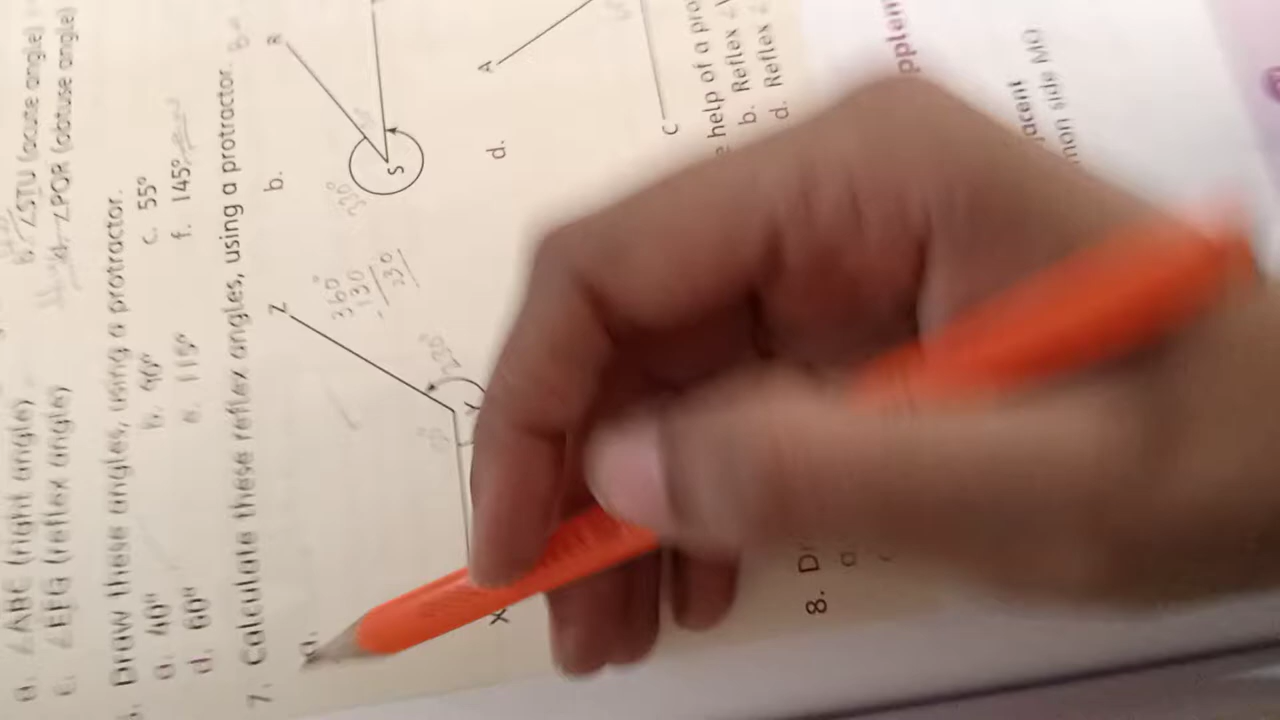 a. ∠ABC (right angle) b. ∠STU (acute angle)
c. ∠EFG (reflex angle) d. ∠PQR (obtuse angle)
Draw these angles, using a protractor.
a. 40° b. 90° c. 55°
d. 60° e. 115° f. 145°
7. Calculate these reflex angles, using a protractor.
a.
b.
Z
R
360°
-130
230
230°
Y
X
S
330°
d.
A
C
help of a pro
b. Reflex ∠
d. Reflex ∠
8.
pplem
jacent
mon side MO